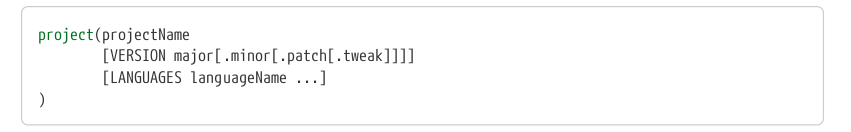 project(projectName
        [VERSION major[.minor[.patch[.tweak]]]]
        [LANGUAGES languageName ...]
)